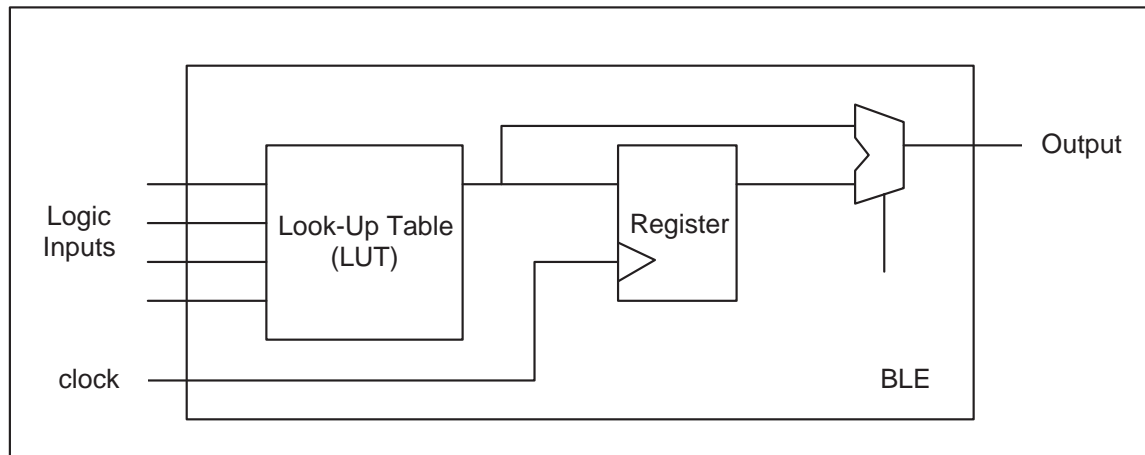 Logic
Inputs
Look-Up Table
(LUT)
Register
Output
clock
BLE